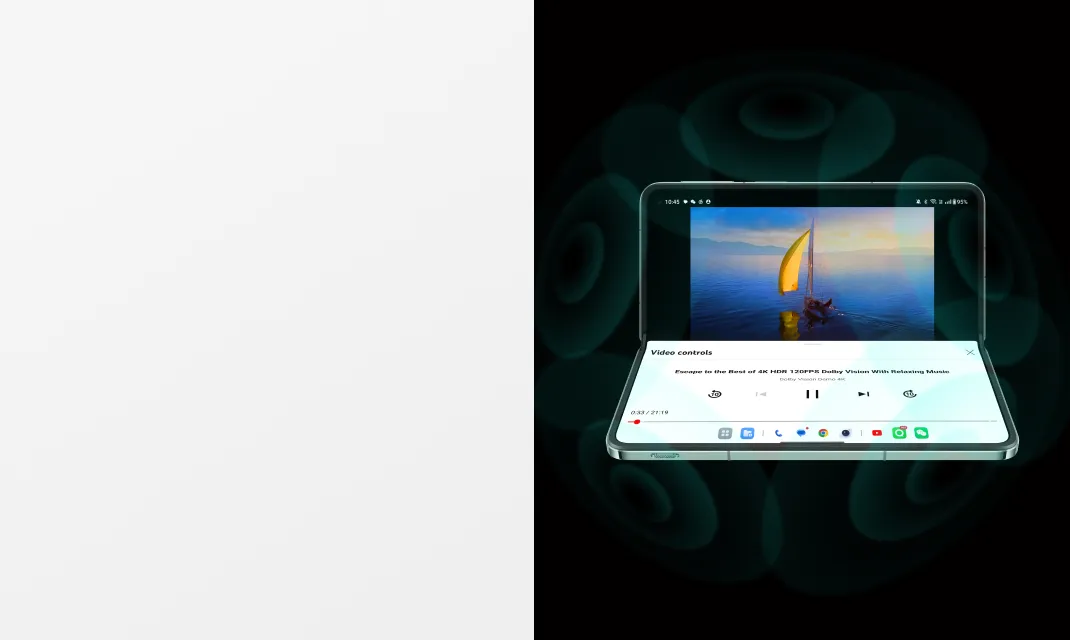 10:45
95%
Video controls
Escape to the Best of 4K HDR 120FPS Dolby Vision With Relaxing Music
Dolby Vision Demo 4K
10
0:33 / 21:19